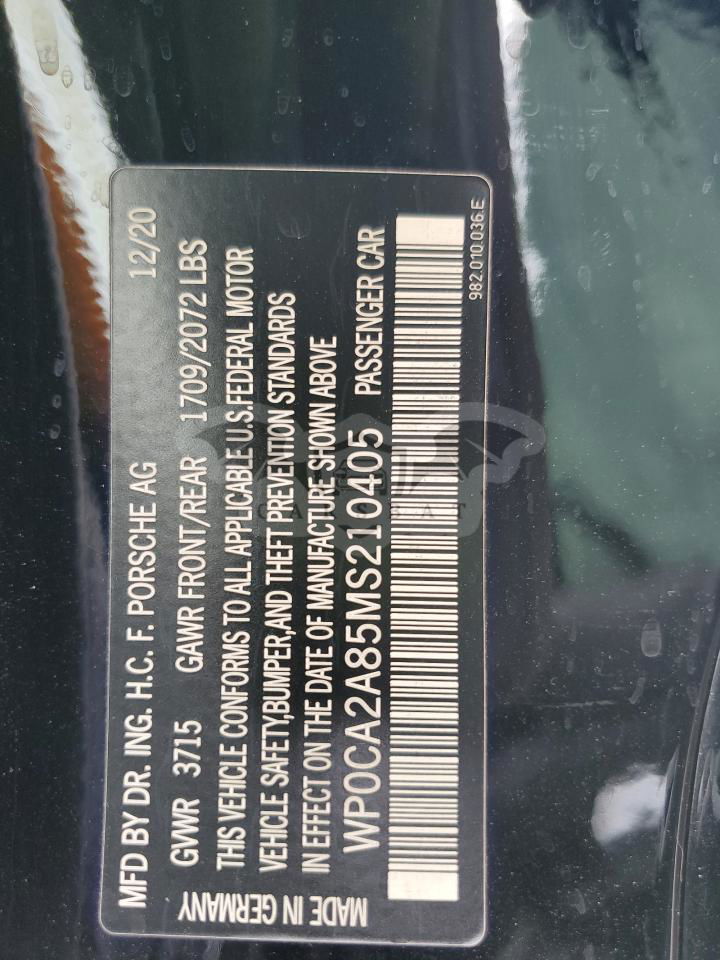 MFD BY DR. ING. H.C. F. PORSCHE AG 12/20
GVWR 3715 GAWR FRONT/REAR 1709/2072 LBS
THIS VEHICLE CONFORMS TO ALL APPLICABLE U.S.FEDERAL MOTOR
VEHICLE SAFETY,BUMPER,AND THEFT PREVENTION STANDARDS
IN EFFECT ON THE DATE OF MANUFACTURE SHOWN ABOVE
WP0CA2A85MS210405 PASSENGER CAR
982.010.036.E
MADE IN GERMANY